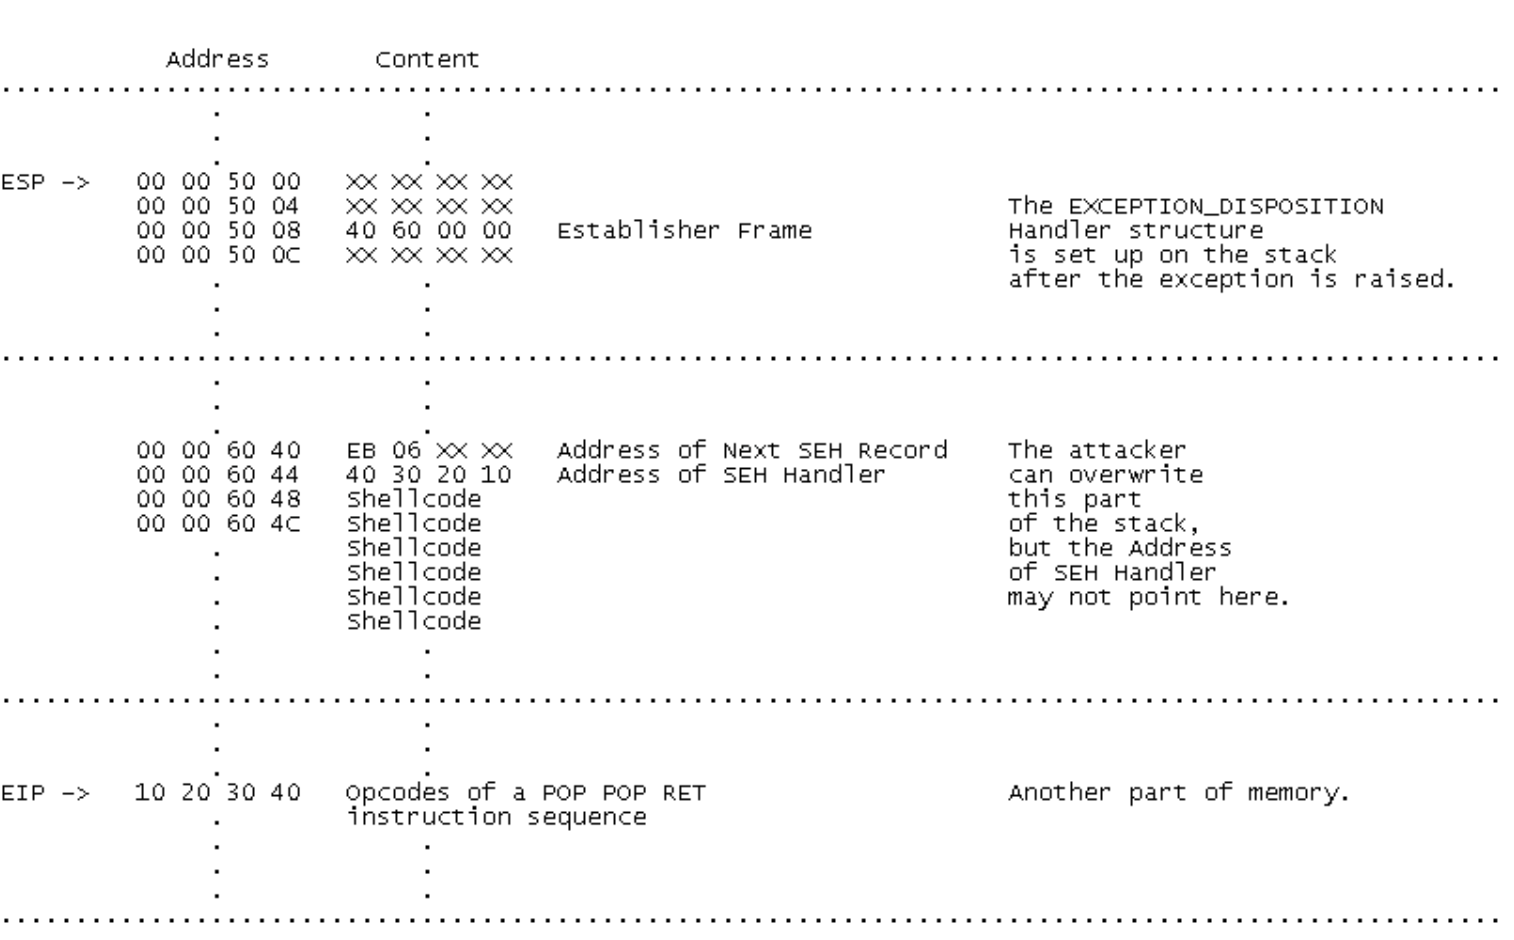 Address Content
ESP -> 00 00 50 00 XX XX XX XX
00 00 50 04 XX XX XX XX The EXCEPTION_DISPOSITION
00 00 50 08 40 60 00 00 Establisher Frame Handler structure
00 00 50 0C XX XX XX XX is set up on the stack
after the exception is raised.
00 00 60 40 EB 06 XX XX Address of Next SEH Record The attacker
00 00 60 44 40 30 20 10 Address of SEH Handler can overwrite
00 00 60 48 Shellcode this part
00 00 60 4C Shellcode of the stack,
Shellcode but the Address
Shellcode of SEH Handler
Shellcode may not point here.
Shellcode
EIP -> 10 20 30 40 Opcodes of a POP POP RET Another part of memory.
instruction sequence